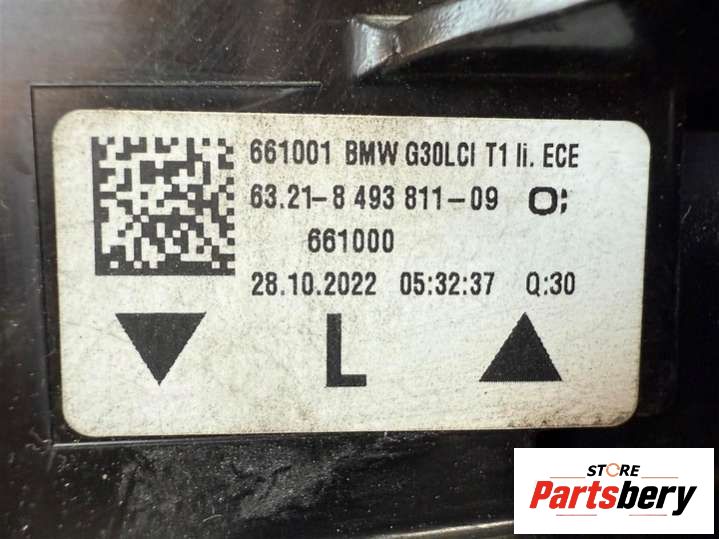 661001 BMW G30LCI T1 li. ECE
63.21-8 493 811-09 O;
661000
28.10.2022 05:32:37 Q:30
L
STORE
Partsbery